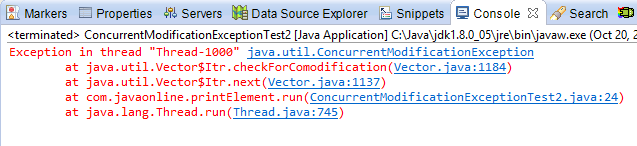 Markers Properties Servers Data Source Explorer Snippets Console Search
<terminated> ConcurrentModificationExceptionTest2 [Java Application] C:\Java\jdk1.8.0_05\jre\bin\javaw.exe (Oct 20, 2
Exception in thread "Thread-1000" java.util.ConcurrentModificationException
at java.util.Vector$Itr.checkForComodification(Vector.java:1184)
at java.util.Vector$Itr.next(Vector.java:1137)
at com.javaonline.printElement.run(ConcurrentModificationExceptionTest2.java:24)
at java.lang.Thread.run(Thread.java:745)